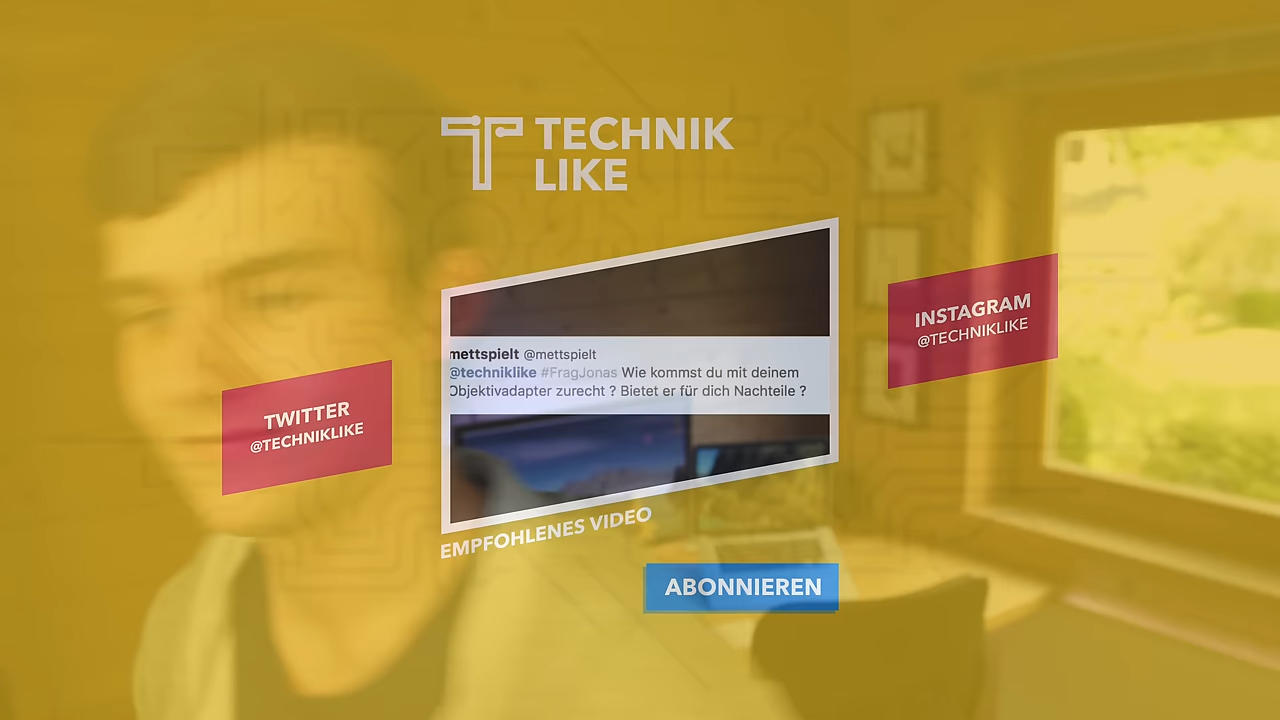 TECHNIK
LIKE
INSTAGRAM
@TECHNIKLIKE
mettspielt @mettspielt
@techniklike #FragJonas Wie kommst du mit deinem
Objektivadapter zurecht ? Bietet er für dich Nachteile ?
TWITTER
@TECHNIKLIKE
EMPFOHLENES VIDEO
ABONNIEREN